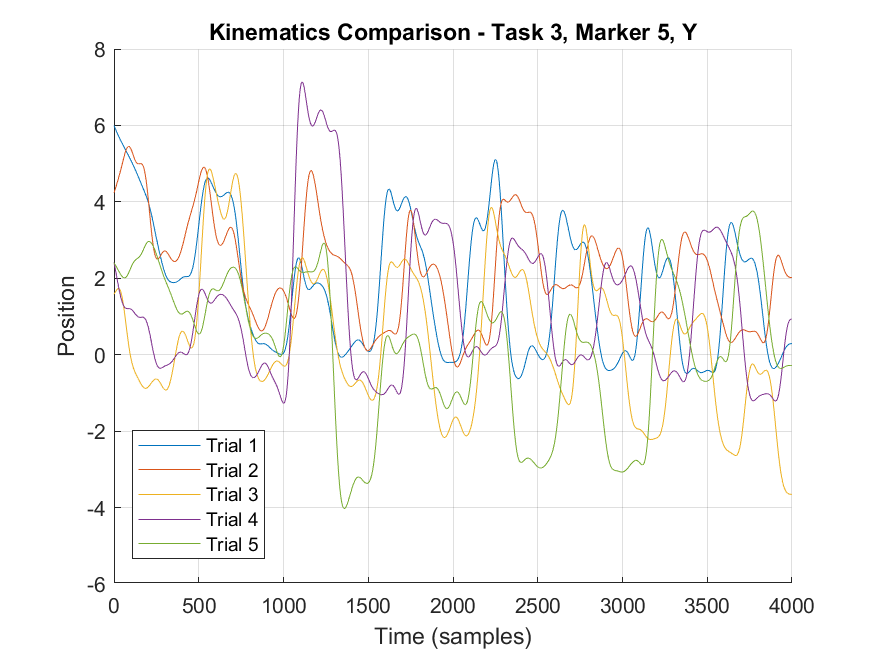 Kinematics Comparison - Task 3, Marker 5, Y
8
6
4
2
0
-2
-4
-6
Position
Trial 1
Trial 2
Trial 3
Trial 4
Trial 5
0 500 1000 1500 2000 2500 3000 3500 4000
Time (samples)